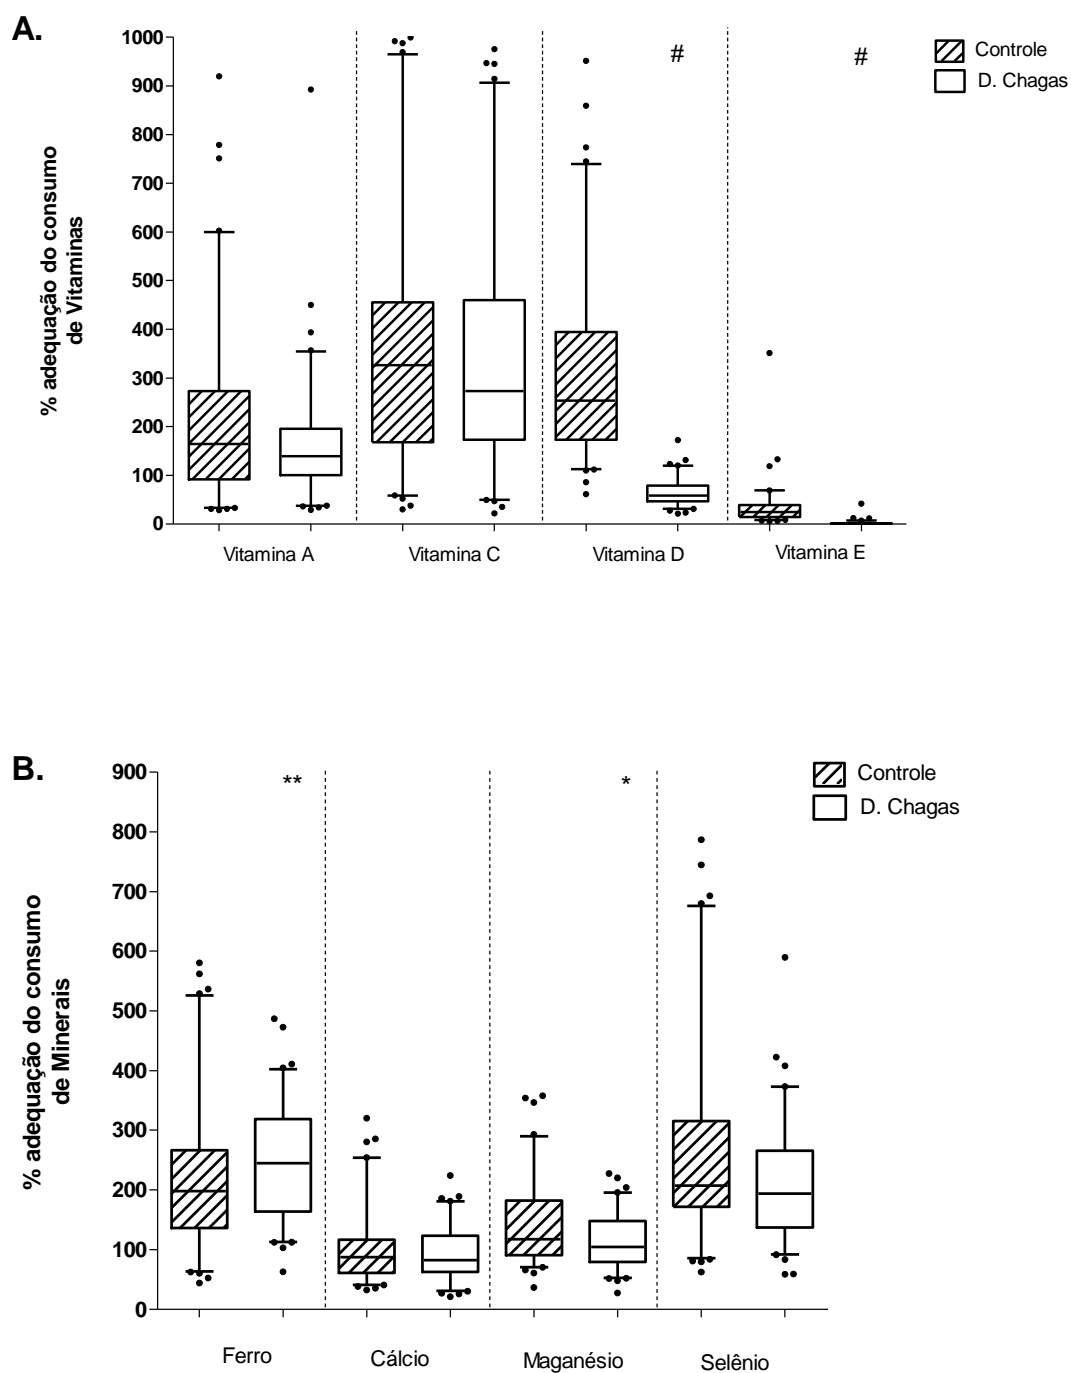 A.
% adequação do consumo
de Vitaminas
1000
900
800
700
600
500
400
300
200
100
0
# #
Controle
D. Chagas
Vitamina A Vitamina C Vitamina D Vitamina E
B.
% adequação do consumo
de Minerais
900
800
700
600
500
400
300
200
100
0
** *
Controle
D. Chagas
Ferro Cálcio Maganésio Selênio